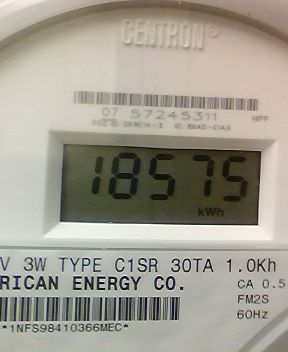 CENTRON®
07 57245311
18575
kWh
V 3W TYPE C1SR 30TA 1.0Kh
RICAN ENERGY CO.
CA 0.5
FM2S
60Hz
*1NFS98410366MEC*